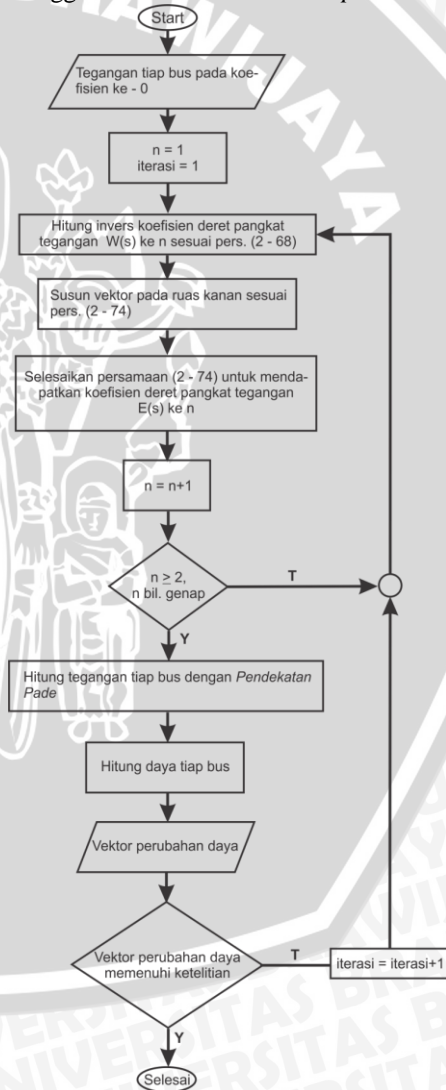 Start
Tegangan tiap bus pada koe-
fisien ke - 0
n = 1
iterasi = 1
Hitung invers koefisien deret pangkat
tegangan W(s) ke n sesuai pers. (2 - 68)
Susun vektor pada ruas kanan sesuai
pers. (2 - 74)
Selesaikan persamaan (2 - 74) untuk menda-
patkan koefisien deret pangkat tegangan
E(s) ke n
n = n+1
n ≥ 2,
n bil. genap
T
Y
Hitung tegangan tiap bus dengan Pendekatan
Pade
Hitung daya tiap bus
Vektor perubahan daya
Vektor perubahan daya
memenuhi ketelitian
T
iterasi = iterasi+1
Y
Selesai